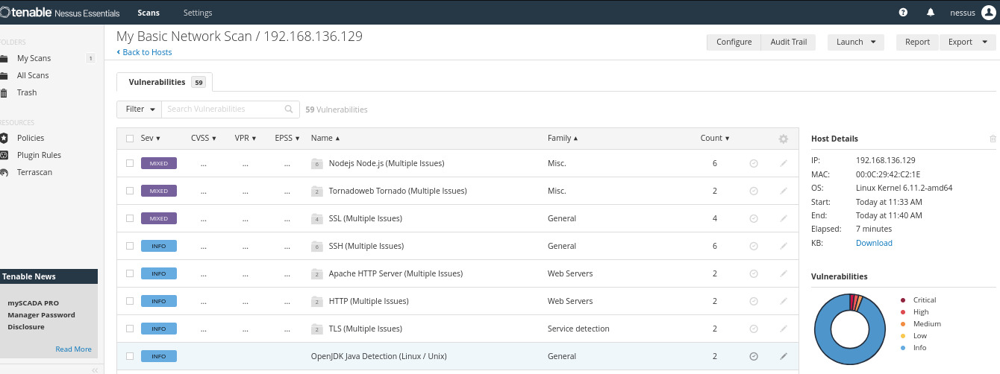 tenable Nessus Essentials Scans Settings nessus
FOLDERS
My Scans 1
All Scans
Trash
RESOURCES
Policies
Plugin Rules
Terrascan
Tenable News
mySCADA PRO
Manager Password
Disclosure
Read More
My Basic Network Scan / 192.168.136.129
Back to Hosts
Configure Audit Trail Launch Report Export
Vulnerabilities 59
Filter Search Vulnerabilities 59 Vulnerabilities
Sev CVSS VPR EPSS Name Family Count
MIXED ... ... ... 6 Nodejs Node.js (Multiple Issues) Misc. 6
MIXED ... ... ... 2 Tornadoweb Tornado (Multiple Issues) Misc. 2
MIXED ... ... ... 4 SSL (Multiple Issues) General 4
INFO ... ... ... 6 SSH (Multiple Issues) General 6
INFO ... ... ... 2 Apache HTTP Server (Multiple Issues) Web Servers 2
INFO ... ... ... 2 HTTP (Multiple Issues) Web Servers 2
INFO ... ... ... 2 TLS (Multiple Issues) Service detection 2
INFO OpenJDK Java Detection (Linux / Unix) General 2
Host Details
IP: 192.168.136.129
MAC: 00:0C:29:42:C2:1E
OS: Linux Kernel 6.11.2-amd64
Start: Today at 11:33 AM
End: Today at 11:40 AM
Elapsed: 7 minutes
KB: Download
Vulnerabilities
Critical
High
Medium
Low
Info